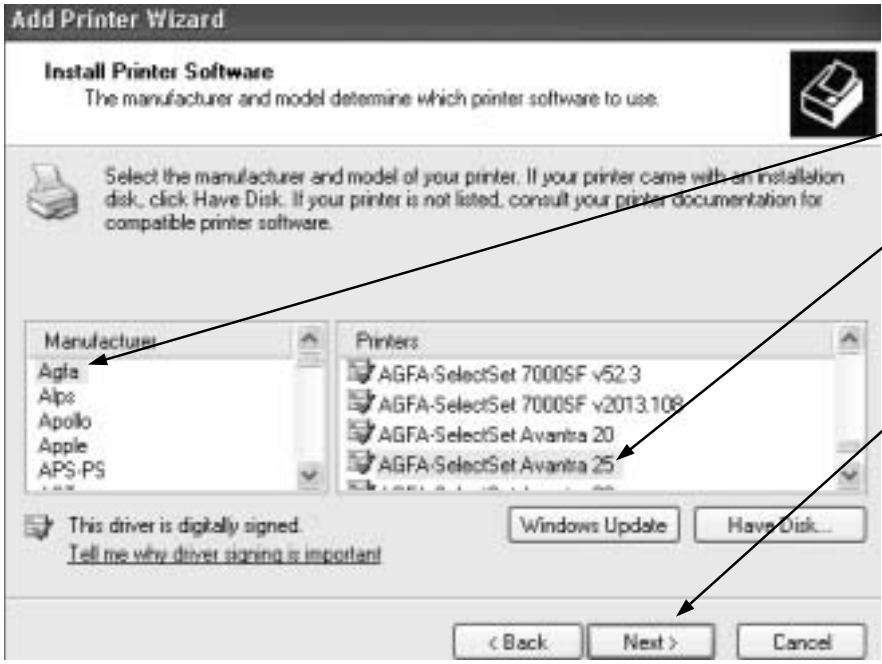 Add Printer Wizard
Install Printer Software
The manufacturer and model determine which printer software to use.
Select the manufacturer and model of your printer. If your printer came with an installation
disk, click Have Disk. If your printer is not listed, consult your printer documentation for
compatible printer software.
Manufacturer
Agfa
Alps
Apollo
Apple
APS-PS
Printers
AGFA-SelectSet 7000SF v52.3
AGFA-SelectSet 7000SF v2013.108
AGFA-SelectSet Avantra 20
AGFA-SelectSet Avantra 25
This driver is digitally signed.
Tell me why driver signing is important
Windows Update
Have Disk...
< Back
Next >
Cancel